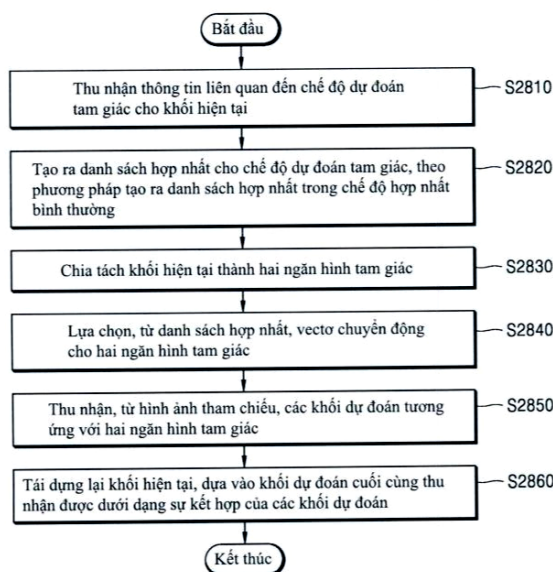 Bắt đầu
Thu nhận thông tin liên quan đến chế độ dự đoán
tam giác cho khối hiện tại
S2810
Tạo ra danh sách hợp nhất cho chế độ dự đoán tam giác, theo
phương pháp tạo ra danh sách hợp nhất trong chế độ hợp nhất
bình thường
S2820
Chia tách khối hiện tại thành hai ngăn hình tam giác
S2830
Lựa chọn, từ danh sách hợp nhất, vectơ chuyển động
cho hai ngăn hình tam giác
S2840
Thu nhận, từ hình ảnh tham chiếu, các khối dự đoán tương
ứng với hai ngăn hình tam giác
S2850
Tái dựng lại khối hiện tại, dựa vào khối dự đoán cuối cùng thu
nhận được dưới dạng sự kết hợp của các khối dự đoán
S2860
Kết thúc